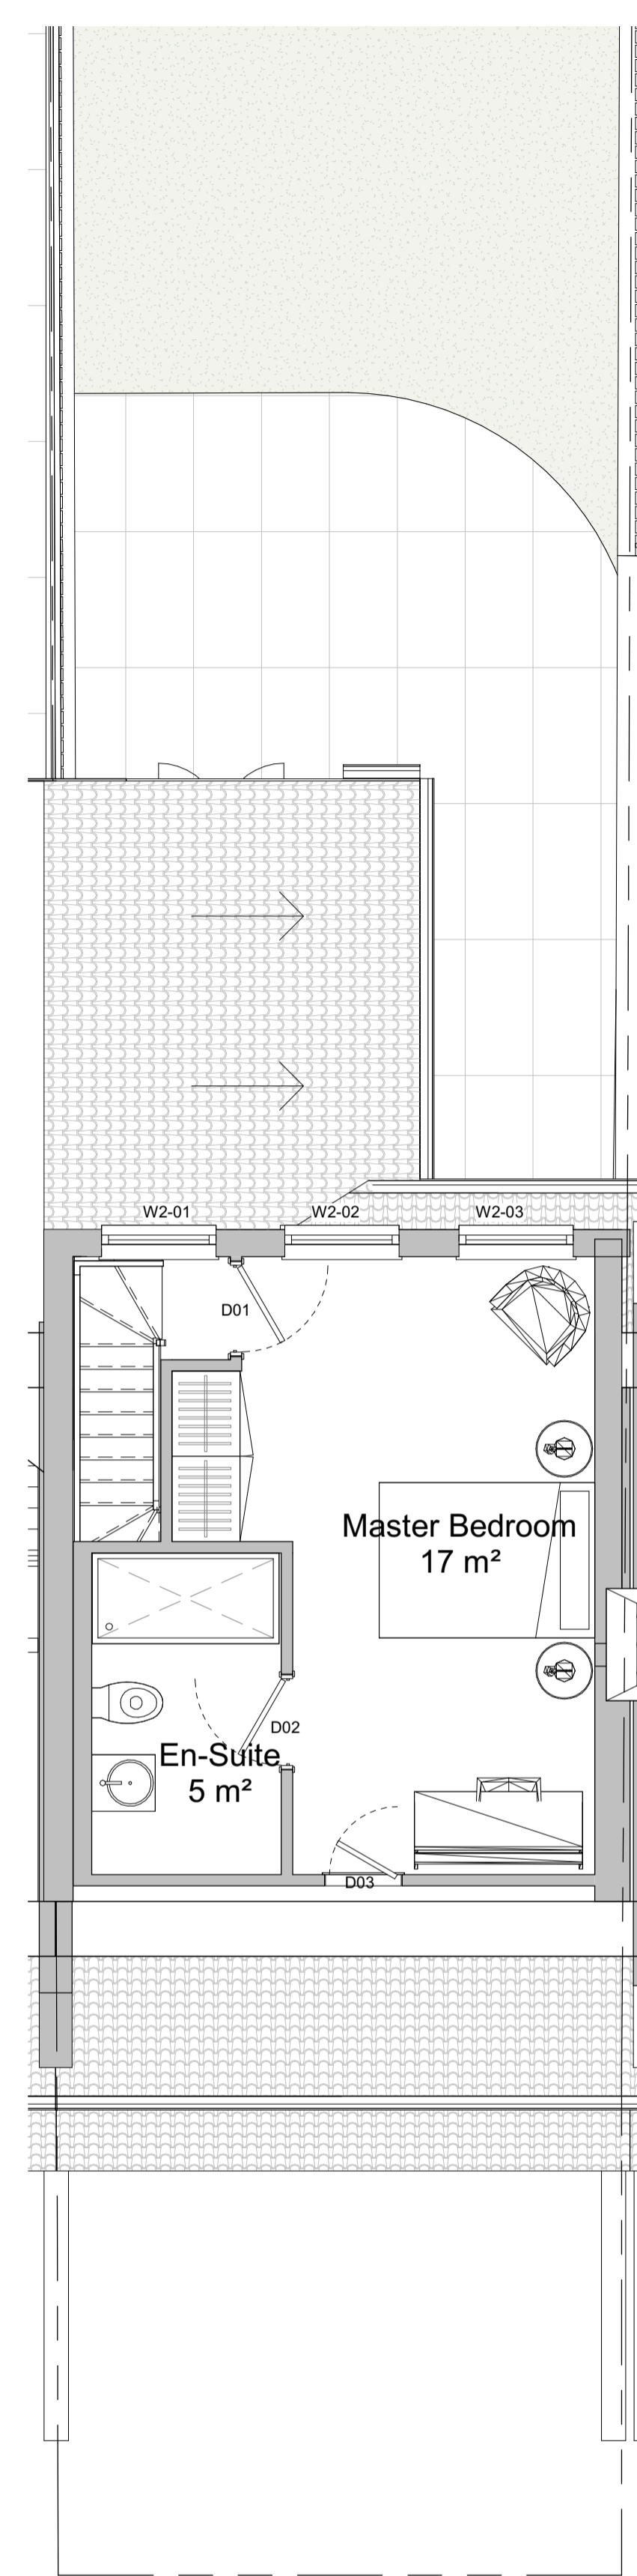 W2-01
W2-02
W2-03
D01
Master Bedroom
17 m²
D02
En-Suite
5 m²
D03